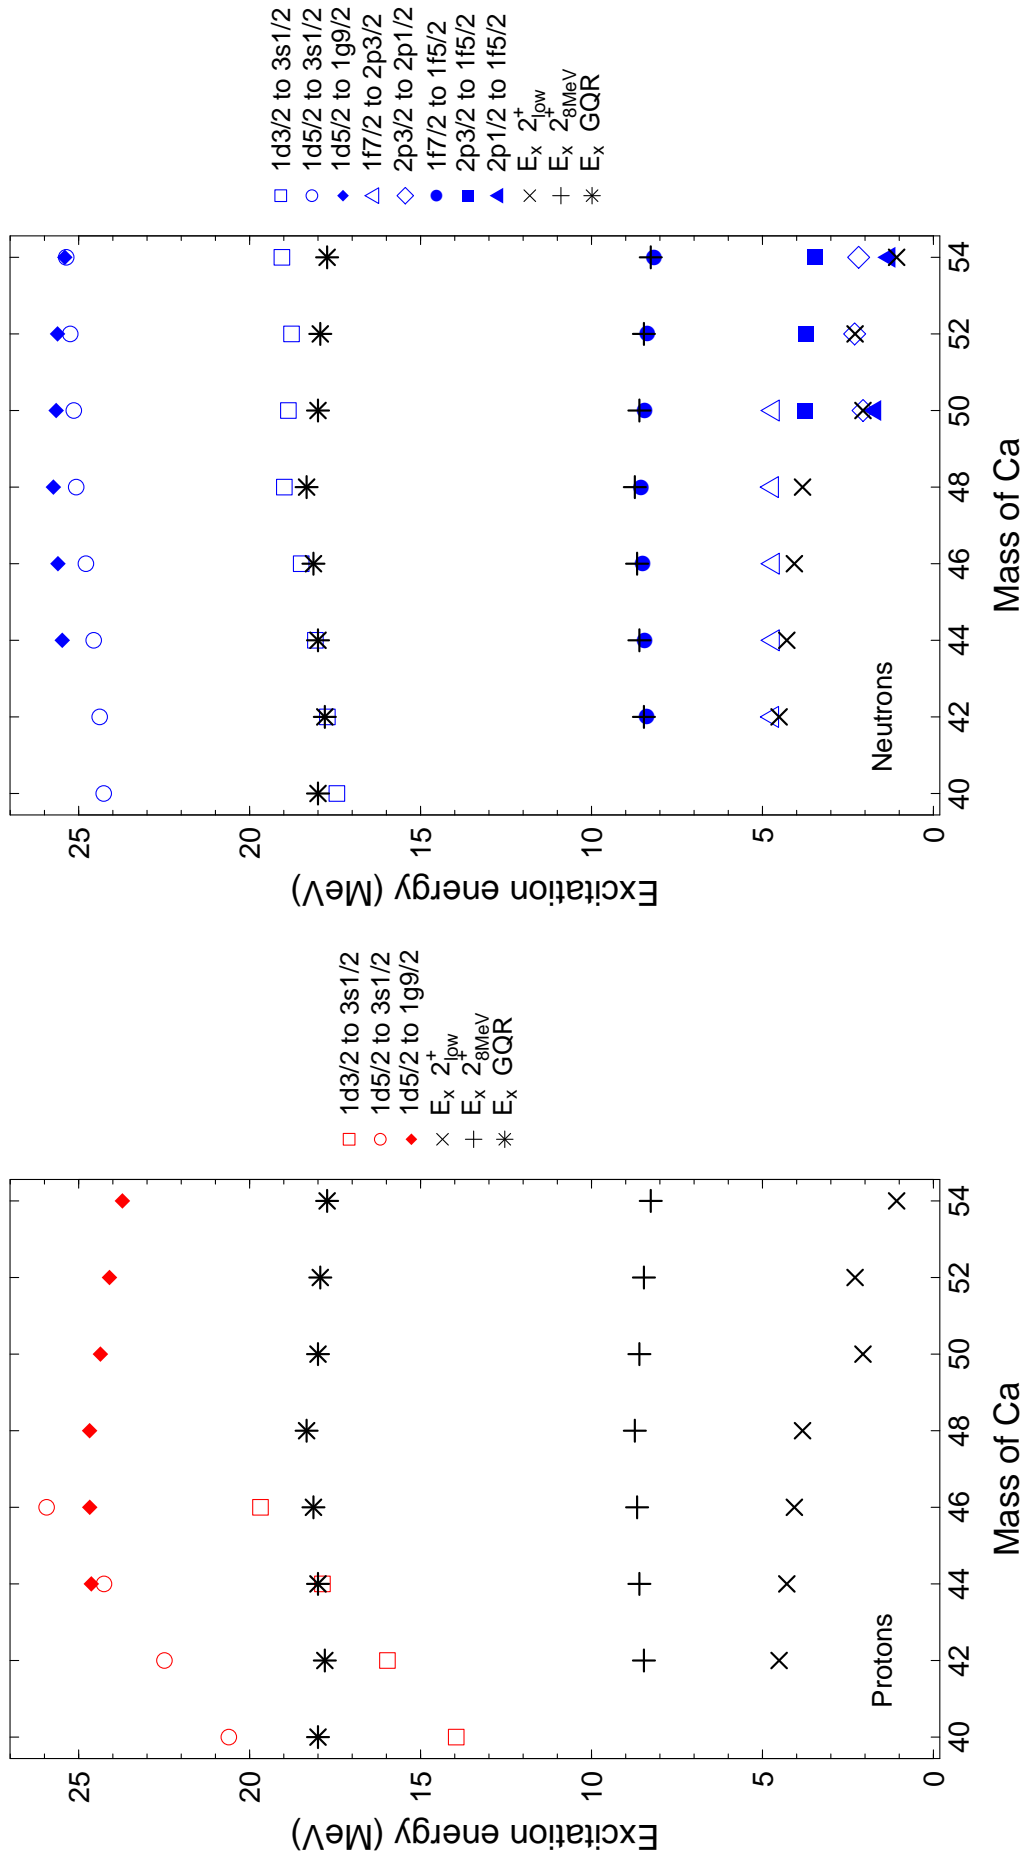 Excitation energy (MeV)
25
20
15
10
5
0
40
42
44
46
48
50
52
54
Mass of Ca
Protons
1d3/2 to 3s1/2
1d5/2 to 3s1/2
1d5/2 to 1g9/2
Eₓ 2⁺low
Eₓ 2⁺8MeV
Eₓ GQR
Excitation energy (MeV)
25
20
15
10
5
0
40
42
44
46
48
50
52
54
Mass of Ca
Neutrons
1d3/2 to 3s1/2
1d5/2 to 3s1/2
1d5/2 to 1g9/2
1f7/2 to 2p3/2
2p3/2 to 2p1/2
1f7/2 to 1f5/2
2p3/2 to 1f5/2
2p1/2 to 1f5/2
Eₓ 2⁺low
Eₓ 2⁺8MeV
Eₓ GQR